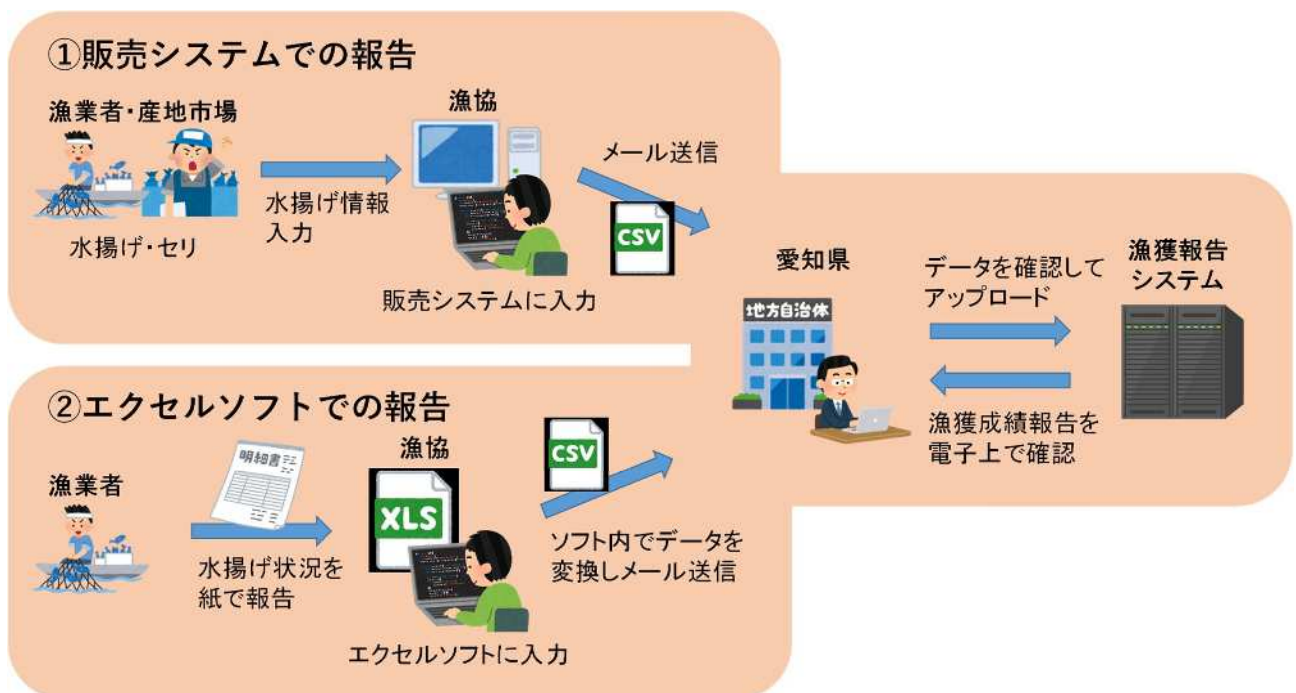 ①販売システムでの報告
漁業者・産地市場
水揚げ・セリ
水揚げ情報
入力
漁協
販売システムに入力
メール送信
CSV
②エクセルソフトでの報告
漁業者
明細書
水揚げ状況を
紙で報告
漁協
XLS
エクセルソフトに入力
CSV
ソフト内でデータを
変換しメール送信
愛知県
地方自治体
データを確認して
アップロード
漁獲成績報告を
電子上で確認
漁獲報告
システム